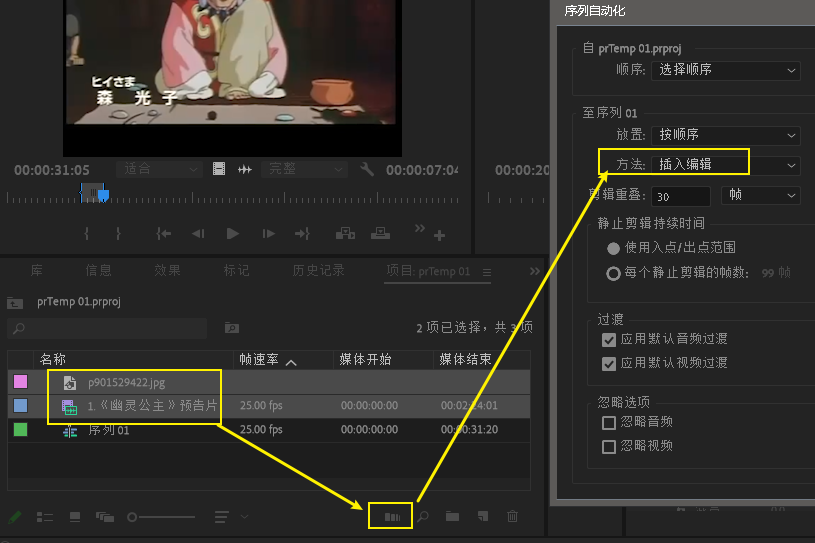 ヒイさま
森 光 子
00:00:31:05
适合
完整
00:00:07:04
00:00:20
库
信息
效果
标记
历史记录
项目: prTemp 01
prTemp 01.prproj
2 项已选择，共 3 项
名称
帧速率
媒体开始
媒体结束
p901529422.jpg
1.《幽灵公主》预告片
25.00 fps
00:00:00:00
00:02:24:01
序列 01
25.00 fps
00:00:00:00
00:00:31:20
序列自动化
自 prTemp 01.prproj
顺序: 选择顺序
至序列 01
放置: 按顺序
方法: 插入编辑
剪辑重叠: 30 帧
静止剪辑持续时间
使用入点/出点范围
每个静止剪辑的帧数: 99 帧
过渡
应用默认音频过渡
应用默认视频过渡
忽略选项
忽略音频
忽略视频